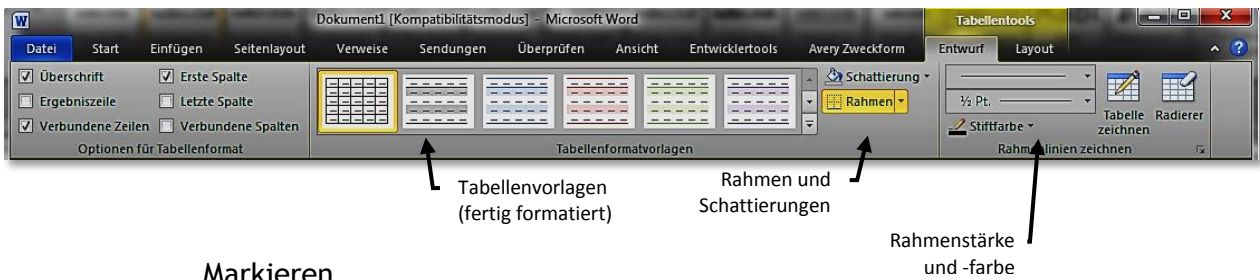 Dokument1 [Kompatibilitätsmodus] - Microsoft Word
Tabellentools
Datei Start Einfügen Seitenlayout Verweise Sendungen Überprüfen Ansicht Entwicklertools Avery Zweckform Entwurf Layout
Überschrift Erste Spalte
Ergebniszeile Letzte Spalte
Verbundene Zeilen Verbundene Spalten
Optionen für Tabellenformat
Tabellenformatvorlagen
Schattierung
Rahmen
½ Pt.
Stiftfarbe
Tabelle
zeichnen
Radierer
Rahmenlinien zeichnen
Tabellenvorlagen
(fertig formatiert)
Rahmen und
Schattierungen
Rahmenstärke
und -farbe
Markieren